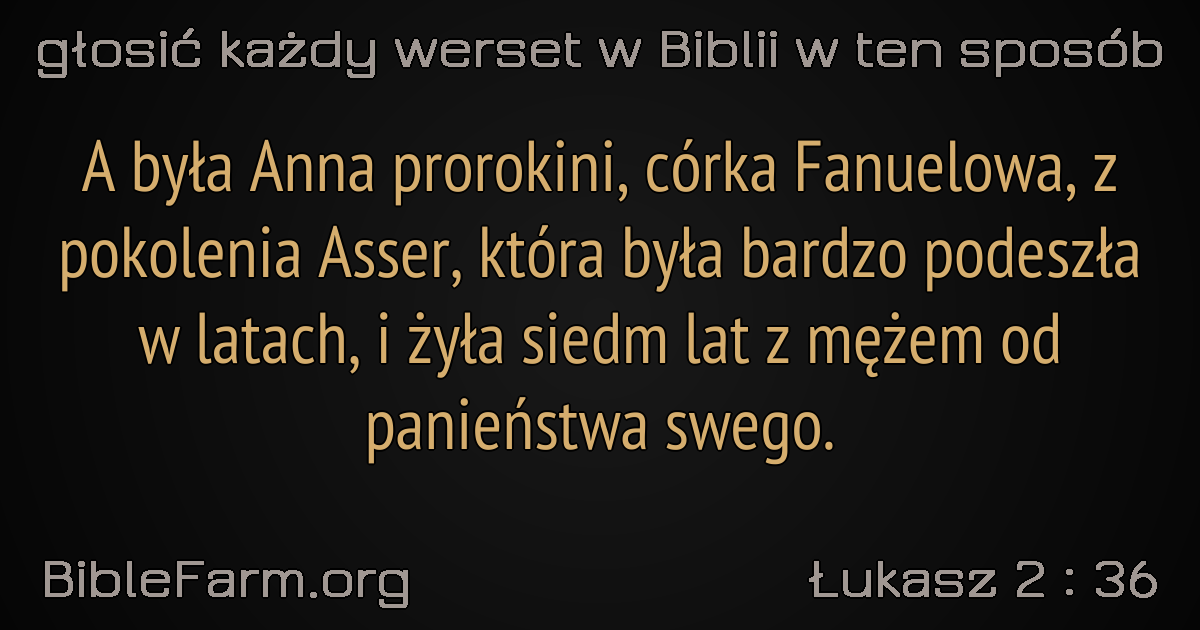 głosić każdy werset w Biblii w ten sposób
A była Anna prorokini, córka Fanuelowa, z
pokolenia Asser, która była bardzo podeszła
w latach, i żyła siedm lat z mężem od
panieństwa swego.
BibleFarm.org
Łukasz 2 : 36